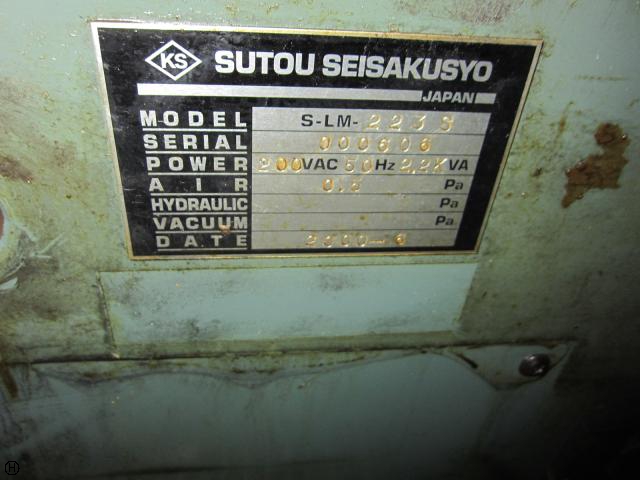 KS SUTOU SEISAKUSYO
JAPAN
MODEL S-LM-223S
SERIAL 000606
POWER 200VAC 50Hz 2.2KVA
AIR 0.5 Pa
HYDRAULIC Pa
VACUUM Pa
DATE 2000-6
H